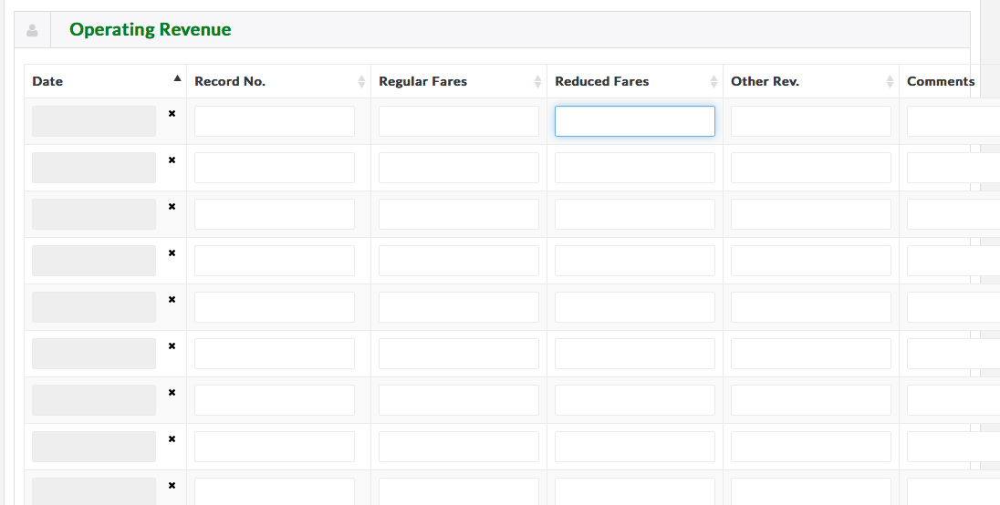 Operating Revenue
Date Record No. Regular Fares Reduced Fares Other Rev. Comments